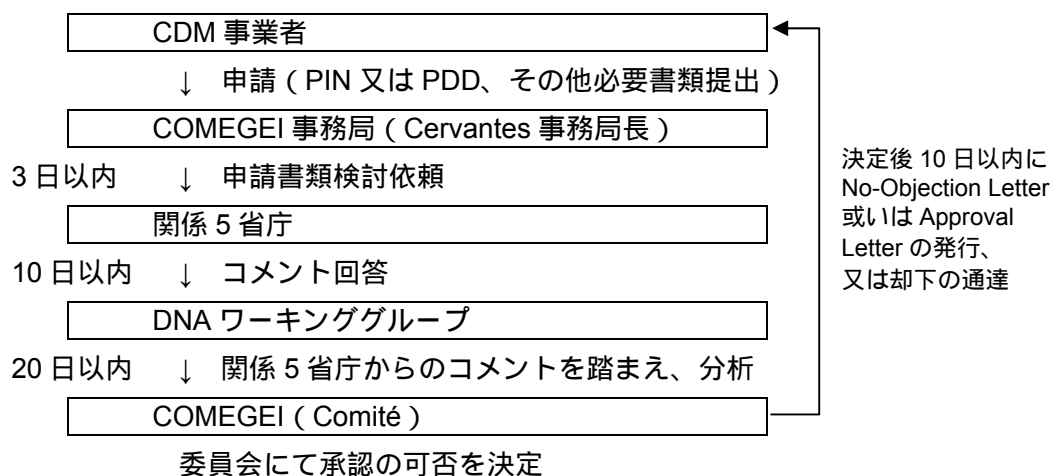 CDM 事業者
↓ 申請（PIN 又は PDD、その他必要書類提出）
COMEGEI 事務局（Cervantes 事務局長）
3 日以内 ↓ 申請書類検討依頼
関係 5 省庁
10 日以内 ↓ コメント回答
DNA ワーキンググループ
20 日以内 ↓ 関係 5 省庁からのコメントを踏まえ、分析
COMEGEI（Comité）
委員会にて承認の可否を決定
決定後 10 日以内に
No-Objection Letter
或いは Approval
Letter の発行、
又は却下の通達